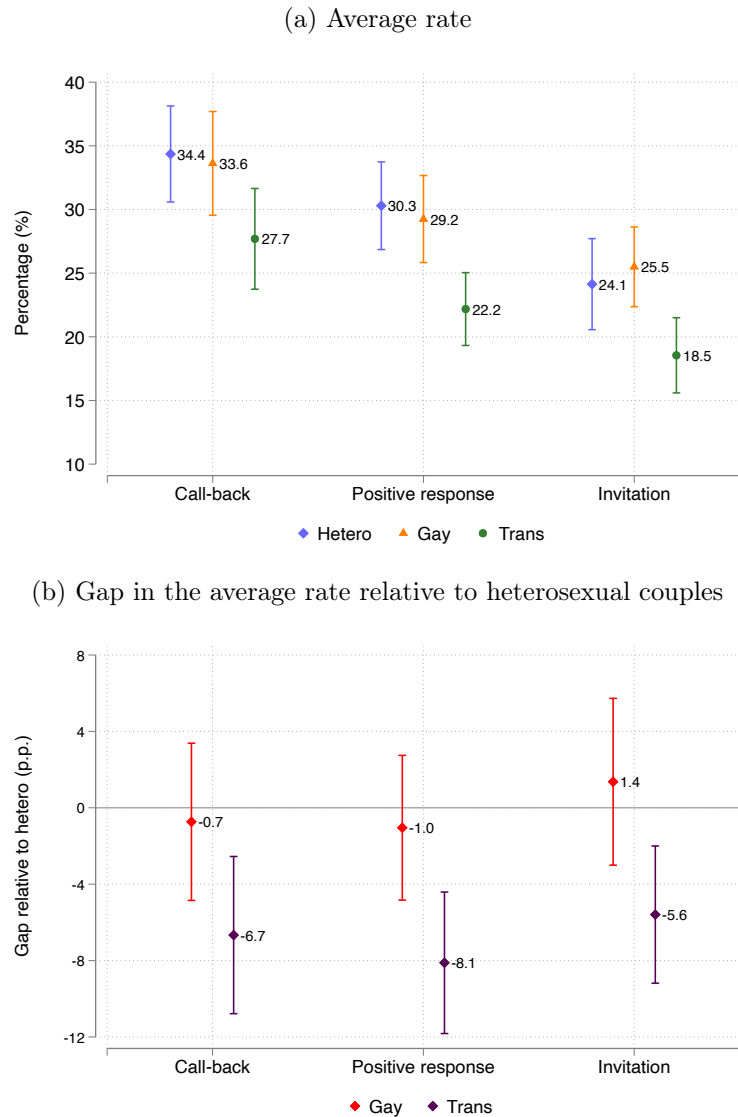 (a) Average rate
Percentage (%)
40
35
30
25
20
15
10
34.4
33.6
27.7
30.3
29.2
22.2
24.1
25.5
18.5
Call-back
Positive response
Invitation
Hetero
Gay
Trans
(b) Gap in the average rate relative to heterosexual couples
Gap relative to hetero (p.p.)
8
4
0
-4
-8
-12
-0.7
-6.7
-1.0
-8.1
1.4
-5.6
Call-back
Positive response
Invitation
Gay
Trans